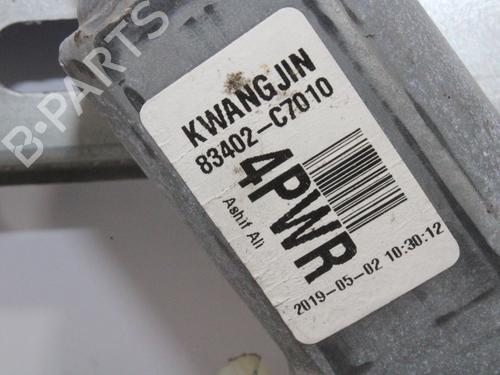 KWANGJIN
83402-C7010
4PWR
Ashif Ali
2019-05-02 10:30:12
B-PARTS